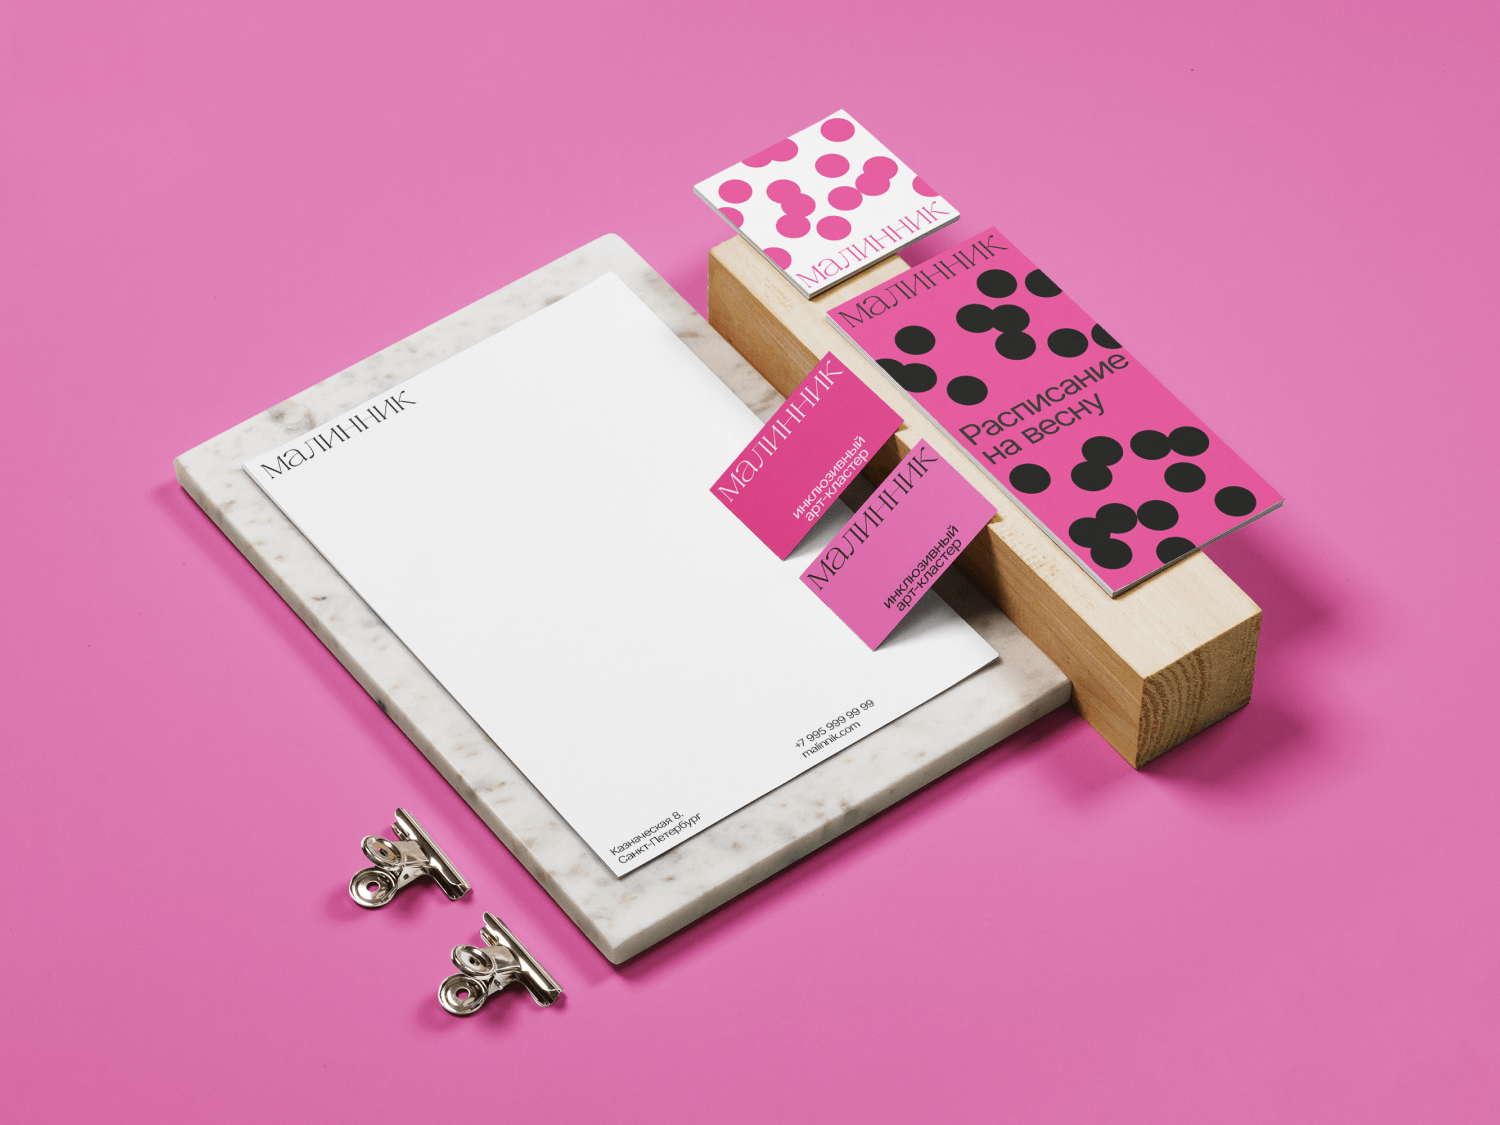 МАЛИННИК
МАЛИННИК
Расписание
на весну
МАЛИННИК
инклюзивный
арт-кластер
МАЛИННИК
инклюзивный
арт-кластер
МАЛИННИК
+7 995 999 99 99
malinnik.com
Казначеская 8.
Санкт-Петербург